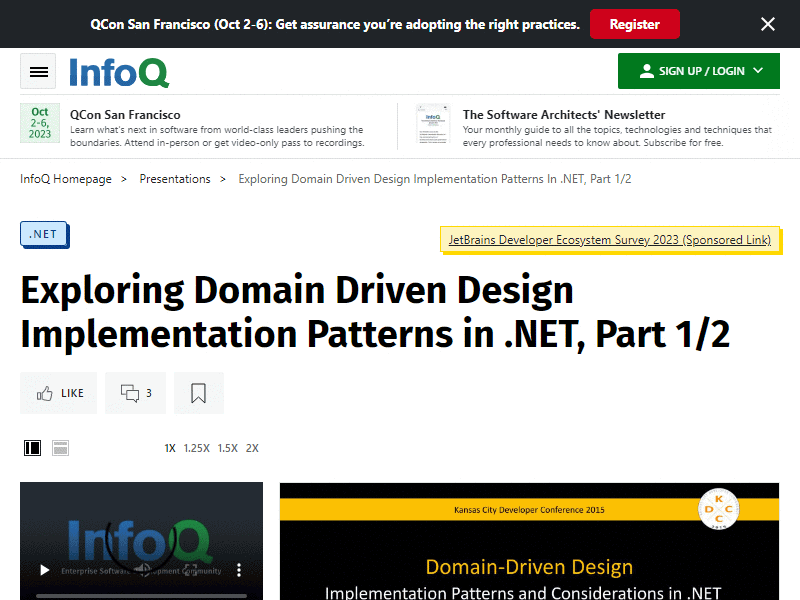 QCon San Francisco (Oct 2-6): Get assurance you're adopting the right practices.
Register
InfoQ
SIGN UP / LOGIN
Oct
2-6,
2023
QCon San Francisco
Learn what's next in software from world-class leaders pushing the
boundaries. Attend in-person or get video-only pass to recordings.
InfoQ
The Software Architects' Newsletter
Your monthly guide to all the topics, technologies and techniques that
every professional needs to know about. Subscribe for free.
InfoQ Homepage > Presentations > Exploring Domain Driven Design Implementation Patterns In .NET, Part 1/2
.NET
JetBrains Developer Ecosystem Survey 2023 (Sponsored Link)
Exploring Domain Driven Design
Implementation Patterns in .NET, Part 1/2
LIKE
3
1X 1.25X 1.5X 2X
InfoQ
Enterprise Software Development Community
Kansas City Developer Conference 2015
K
D C
C
Domain-Driven Design
Implementation Patterns and Considerations in .NET